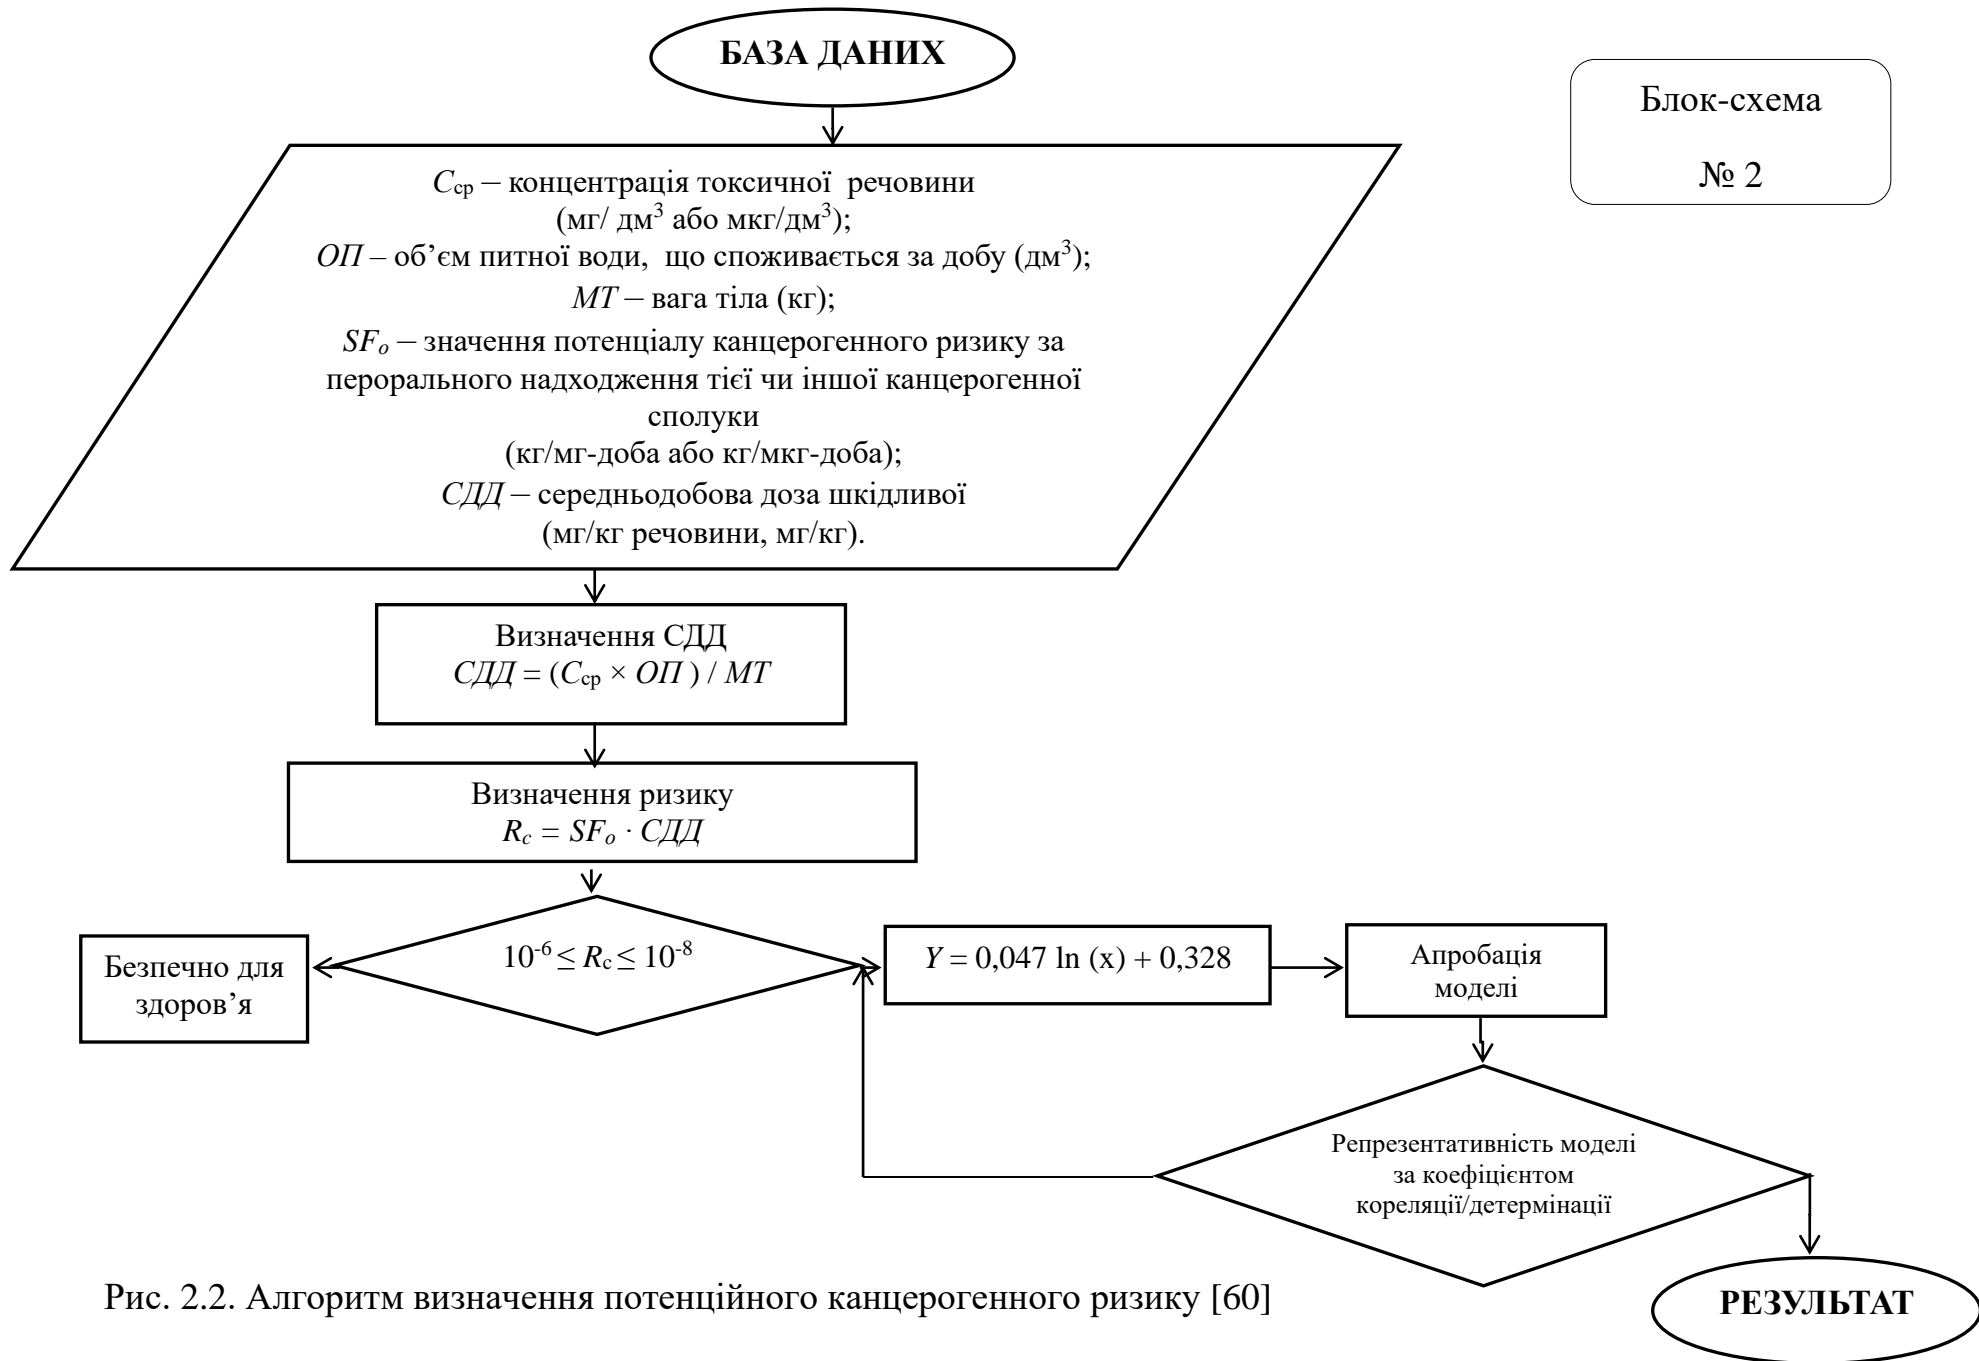 БАЗА ДАНИХ
Блок-схема
№ 2
Cср – концентрація токсичної речовини
(мг/ дм³ або мкг/дм³);
ОП – об’єм питної води, що споживається за добу (дм³);
МТ – вага тіла (кг);
SFo – значення потенціалу канцерогенного ризику за
перорального надходження тієї чи іншої канцерогенної
сполуки
(кг/мг-доба або кг/мкг-доба);
СДД – середньодобова доза шкідливої
(мг/кг речовини, мг/кг).
Визначення СДД
СДД = (Cср × ОП ) / МТ
Визначення ризику
Rc = SFo · СДД
10⁻⁶ ≤ Rc ≤ 10⁻⁸
Безпечно для
здоров’я
Y = 0,047 ln (x) + 0,328
Апробація
моделі
Репрезентативність моделі
за коефіцієнтом
кореляції/детермінації
РЕЗУЛЬТАТ
Рис. 2.2. Алгоритм визначення потенційного канцерогенного ризику [60]